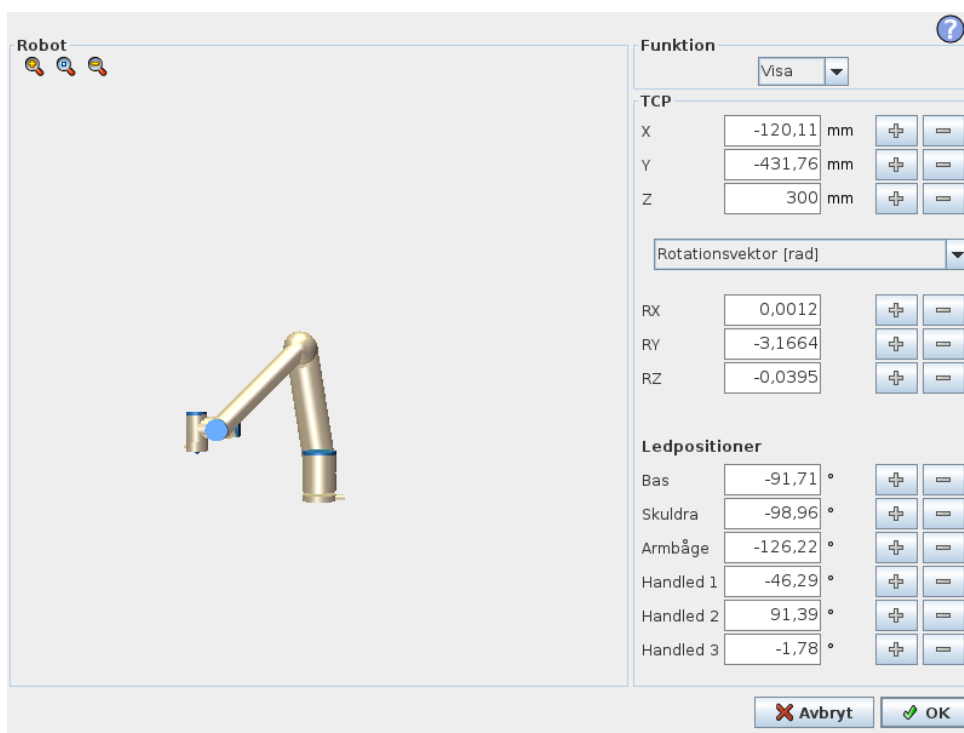 ?
Robot
Funktion
Visa
TCP
X -120,11 mm
Y -431,76 mm
Z 300 mm
Rotationsvektor [rad]
RX 0,0012
RY -3,1664
RZ -0,0395
Ledpositioner
Bas -91,71 °
Skuldra -98,96 °
Armbåge -126,22 °
Handled 1 -46,29 °
Handled 2 91,39 °
Handled 3 -1,78 °
Avbryt OK